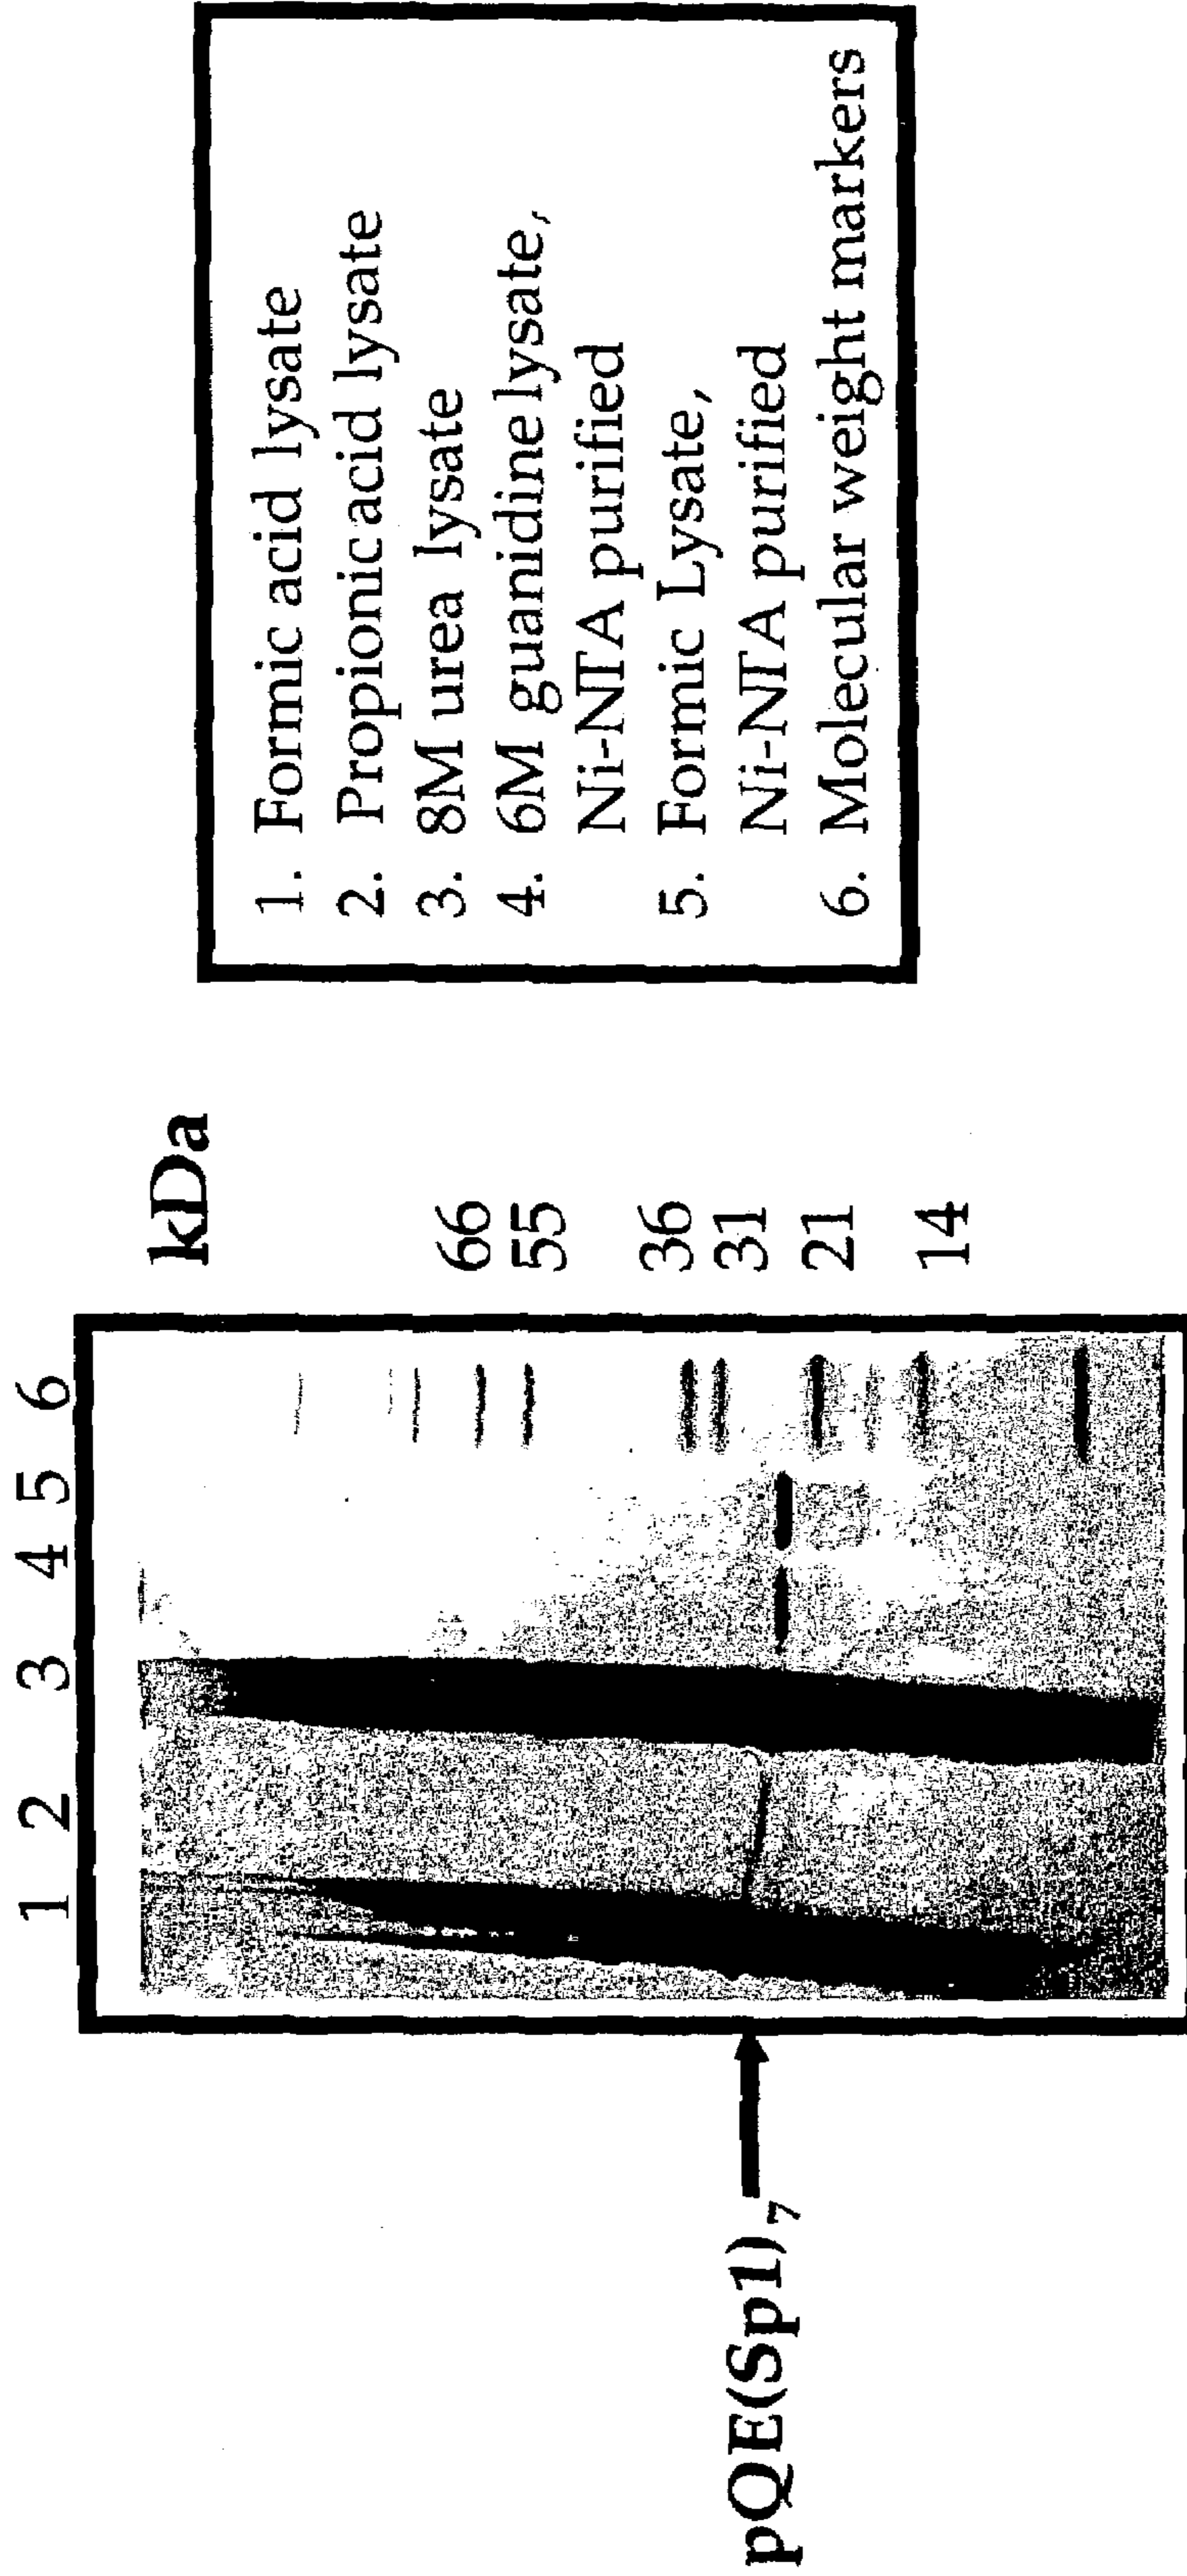 1 2 3 4 5 6
kDa
66
55
36
31
21
14
pQE(Sp1)7
1. Formic acid lysate
2. Propionic acid lysate
3. 8M urea lysate
4. 6M guanidine lysate,
Ni-NTA purified
5. Formic Lysate,
Ni-NTA purified
6. Molecular weight markers